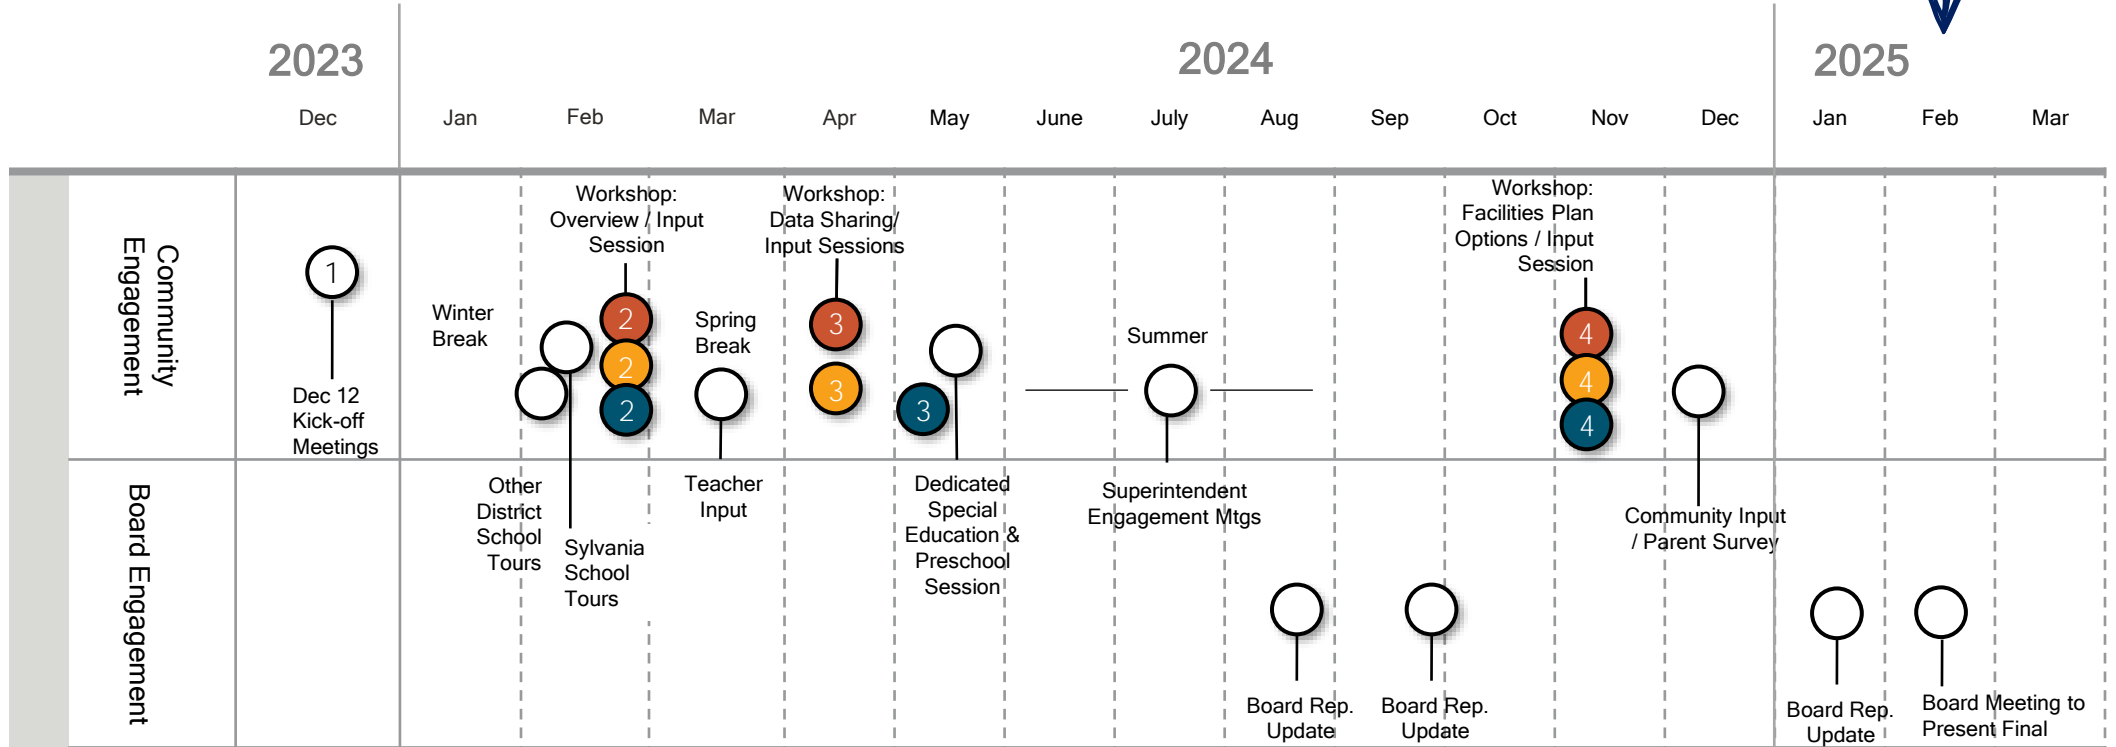 2023
2024
2025
Dec
Jan
Feb
Mar
Apr
May
June
July
Aug
Sep
Oct
Nov
Dec
Jan
Feb
Mar
Community
Engagement
1
Dec 12
Kick-off
Meetings
Winter
Break
Workshop:
Overview / Input
Session
2
2
2
Spring
Break
Workshop:
Data Sharing/
Input Sessions
3
3
3
Summer
Workshop:
Facilities Plan
Options / Input
Session
4
4
4
Other
District
School
Tours
Sylvania
School
Tours
Teacher
Input
Dedicated
Special
Education &
Preschool
Session
Superintendent
Engagement Mtgs
Community Input
/ Parent Survey
Board Engagement
Board Rep.
Update
Board Rep.
Update
Board Rep.
Update
Board Meeting to
Present Final